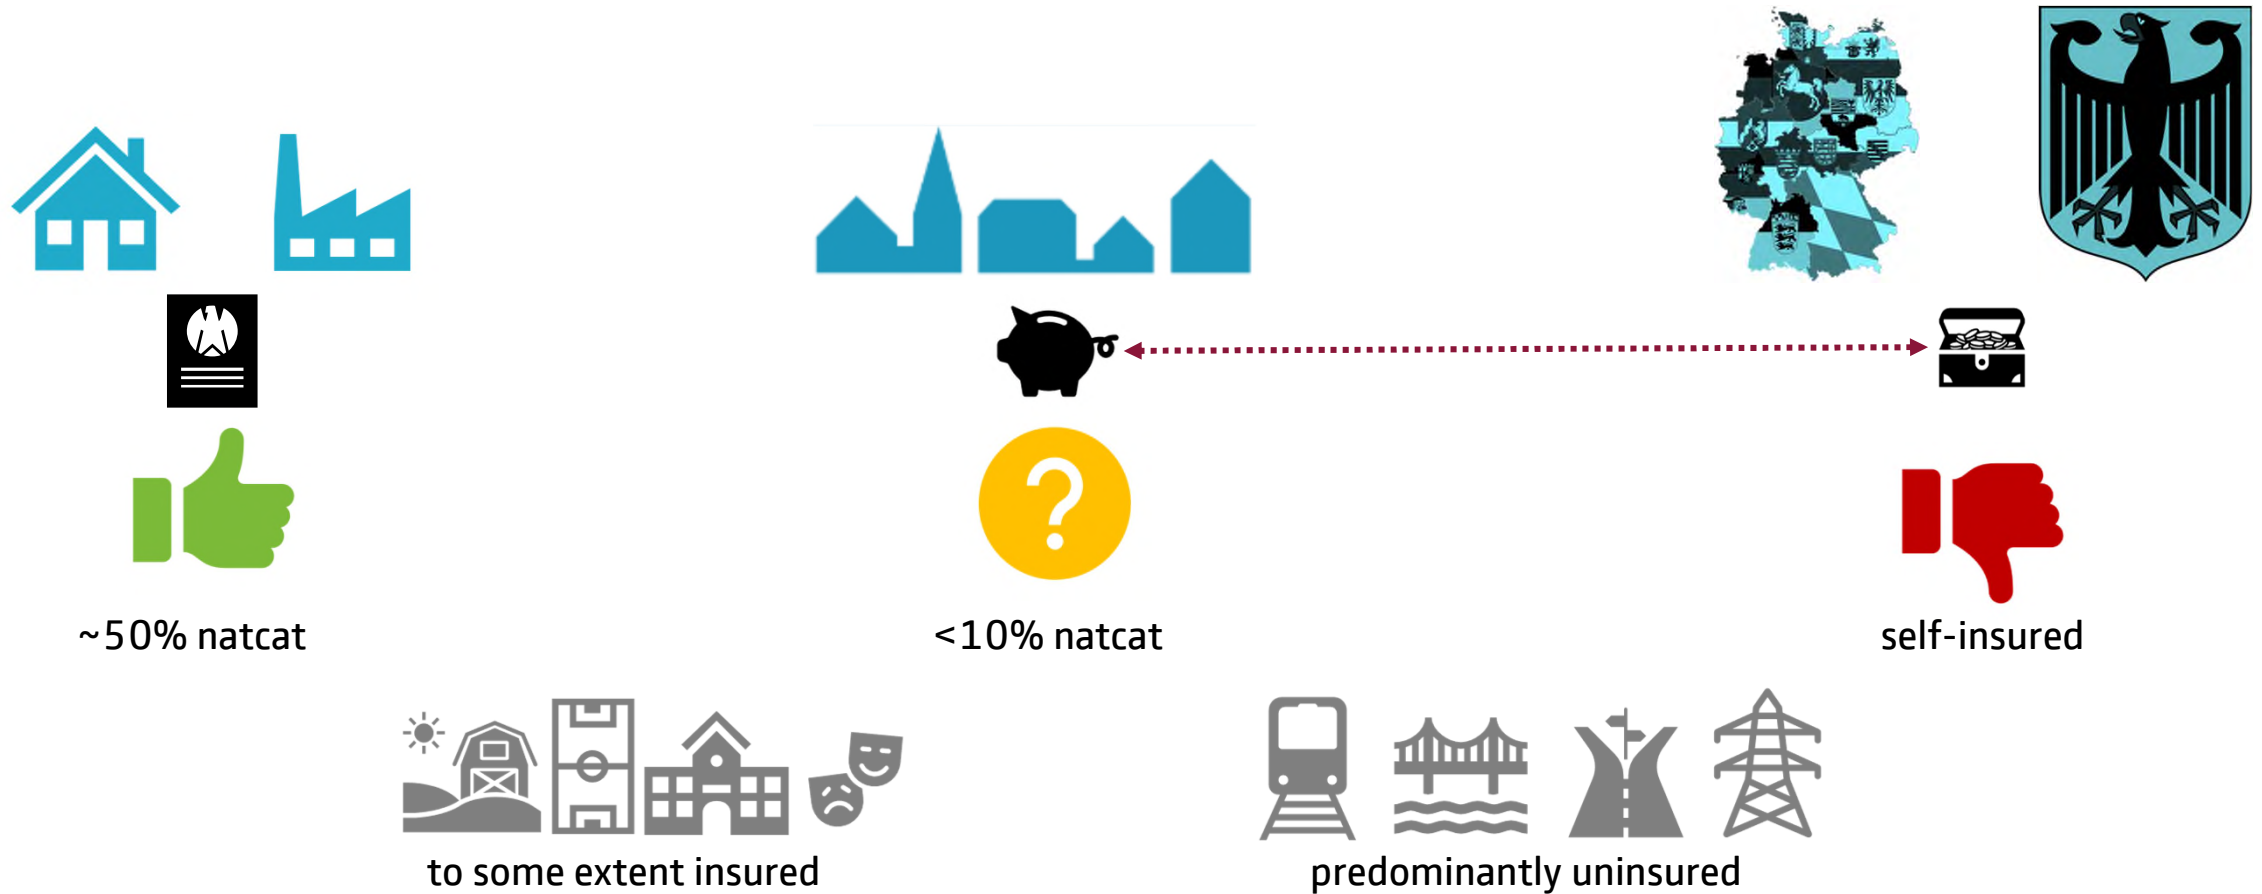 ~50% natcat
<10% natcat
self-insured
to some extent insured
predominantly uninsured